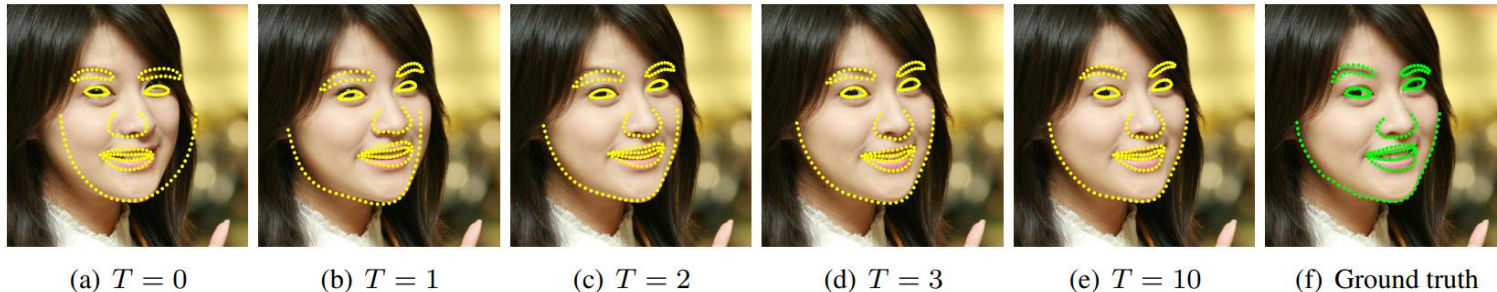 (a) T = 0 (b) T = 1 (c) T = 2 (d) T = 3 (e) T = 10 (f) Ground truth